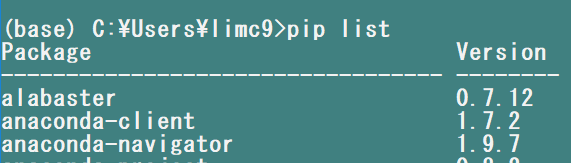 (base) C:¥Users¥limc9>pip list
Package Version
---------------------------------- --------
alabaster 0.7.12
anaconda-client 1.7.2
anaconda-navigator 1.9.7